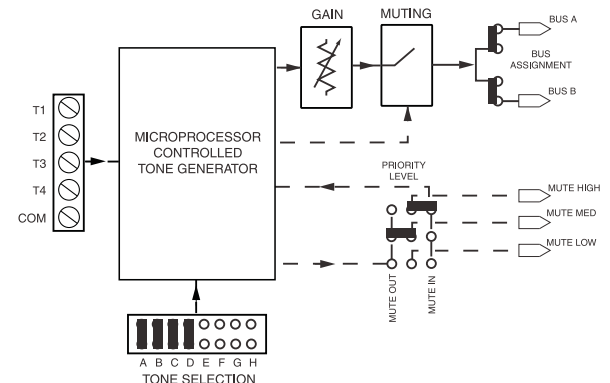 GAIN
MUTING
BUS A
BUS
ASSIGNMENT
BUS B
T1
T2
T3
T4
COM
MICROPROCESSOR
CONTROLLED
TONE GENERATOR
PRIORITY
LEVEL
MUTE HIGH
MUTE MED
MUTE LOW
MUTE OUT
MUTE IN
A B C D E F G H
TONE SELECTION